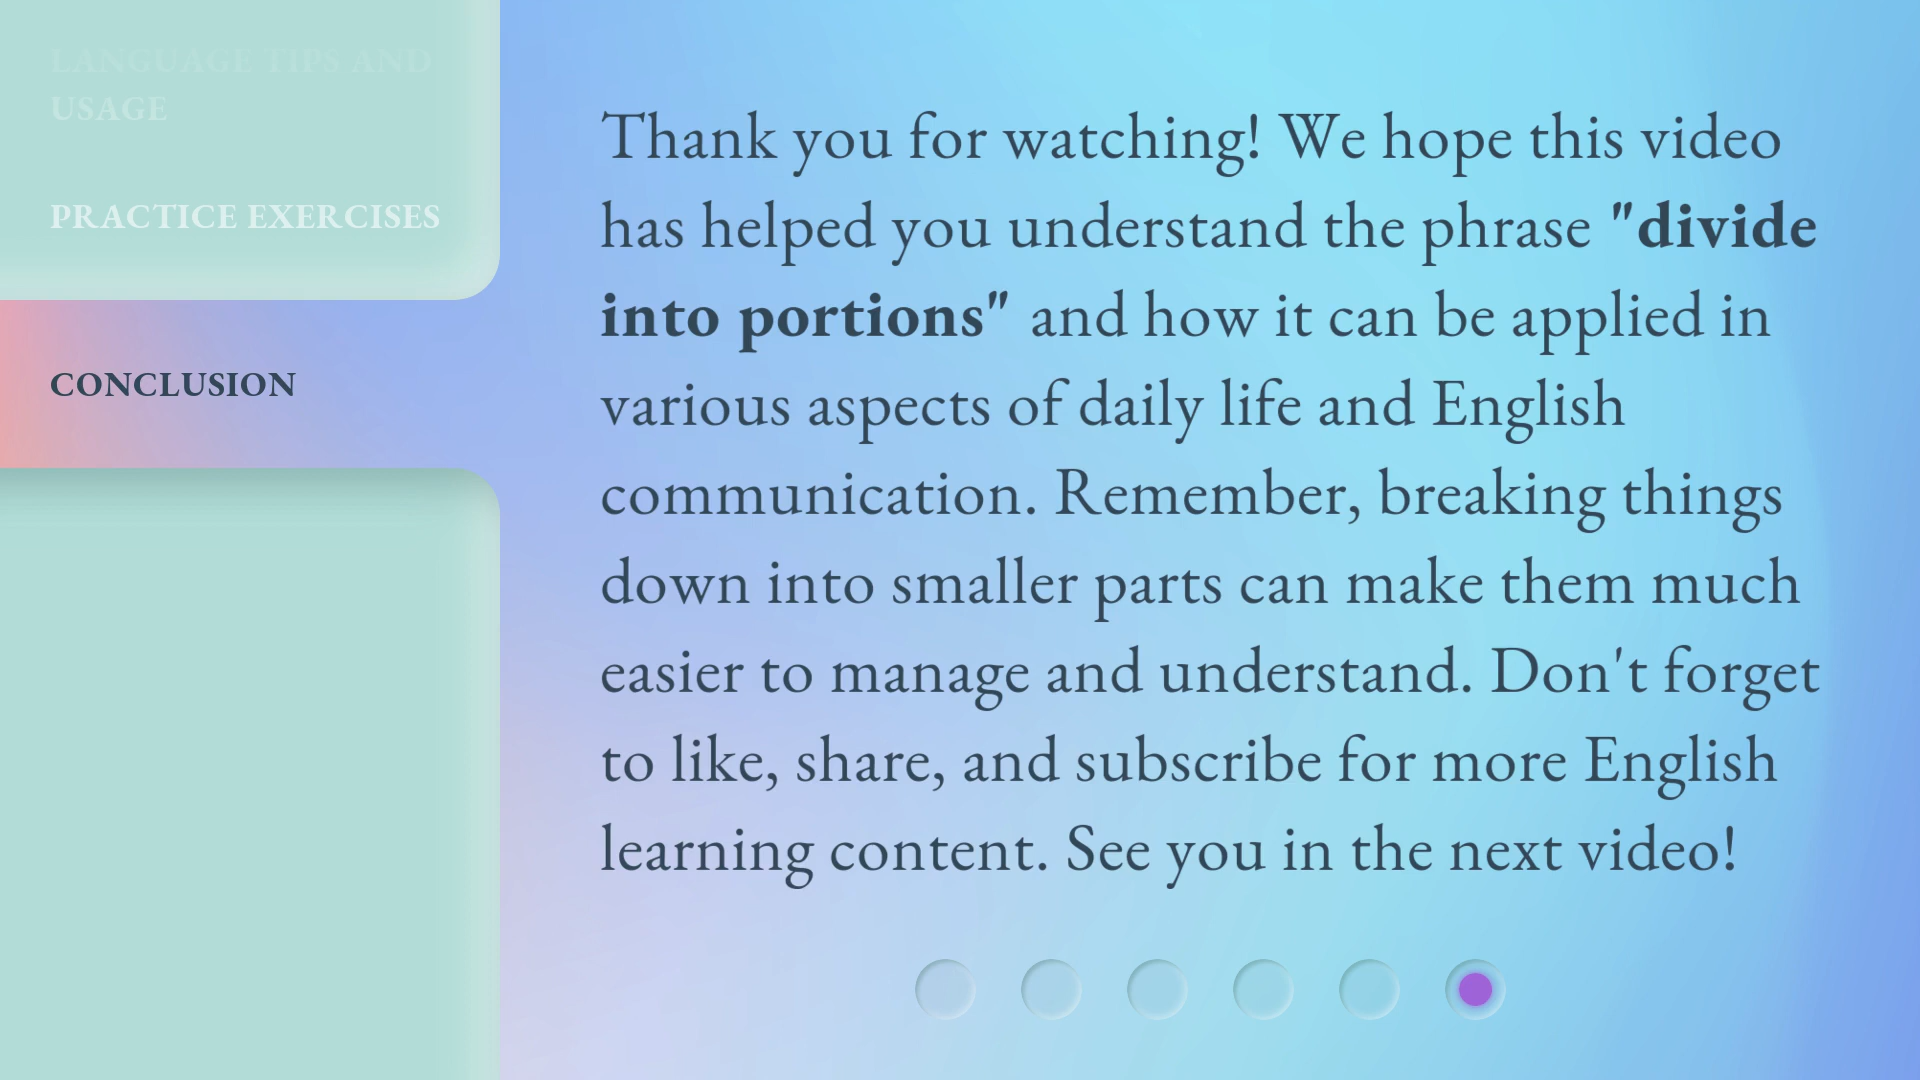 LANGUAGE TIPS AND
USAGE
PRACTICE EXERCISES
CONCLUSION
Thank you for watching! We hope this video
has helped you understand the phrase "divide
into portions" and how it can be applied in
various aspects of daily life and English
communication. Remember, breaking things
down into smaller parts can make them much
easier to manage and understand. Don't forget
to like, share, and subscribe for more English
learning content. See you in the next video!